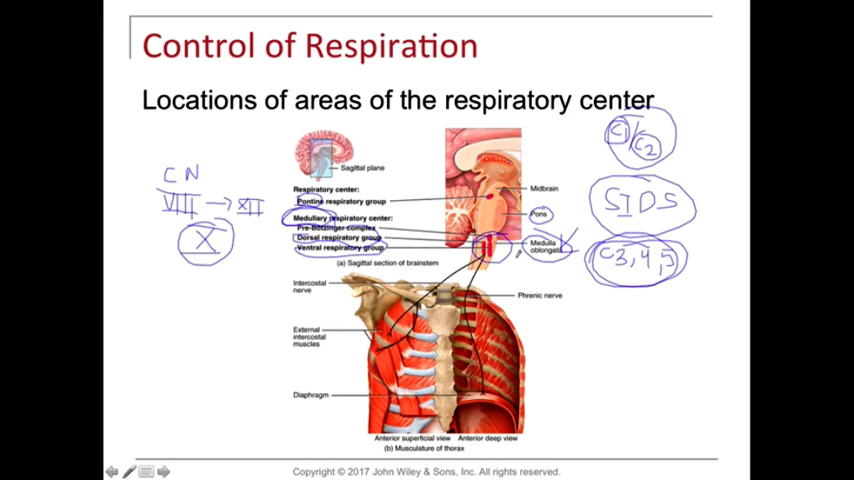 Control of Respiration
Locations of areas of the respiratory center
C1/C2
Sagittal plane
CN
VIII → XII
X
Respiratory center:
Pontine respiratory group
Medullary respiratory center:
Pre-Botzinger complex
Dorsal respiratory group
Ventral respiratory group
Midbrain
Pons
Medulla
oblongata
SIDS
C3,4,5
(a) Sagittal section of brainstem
Intercostal
nerve
Phrenic nerve
External
intercostal
muscles
Diaphragm
Anterior superficial view Anterior deep view
(b) Musculature of thorax
Copyright © 2017 John Wiley & Sons, Inc. All rights reserved.